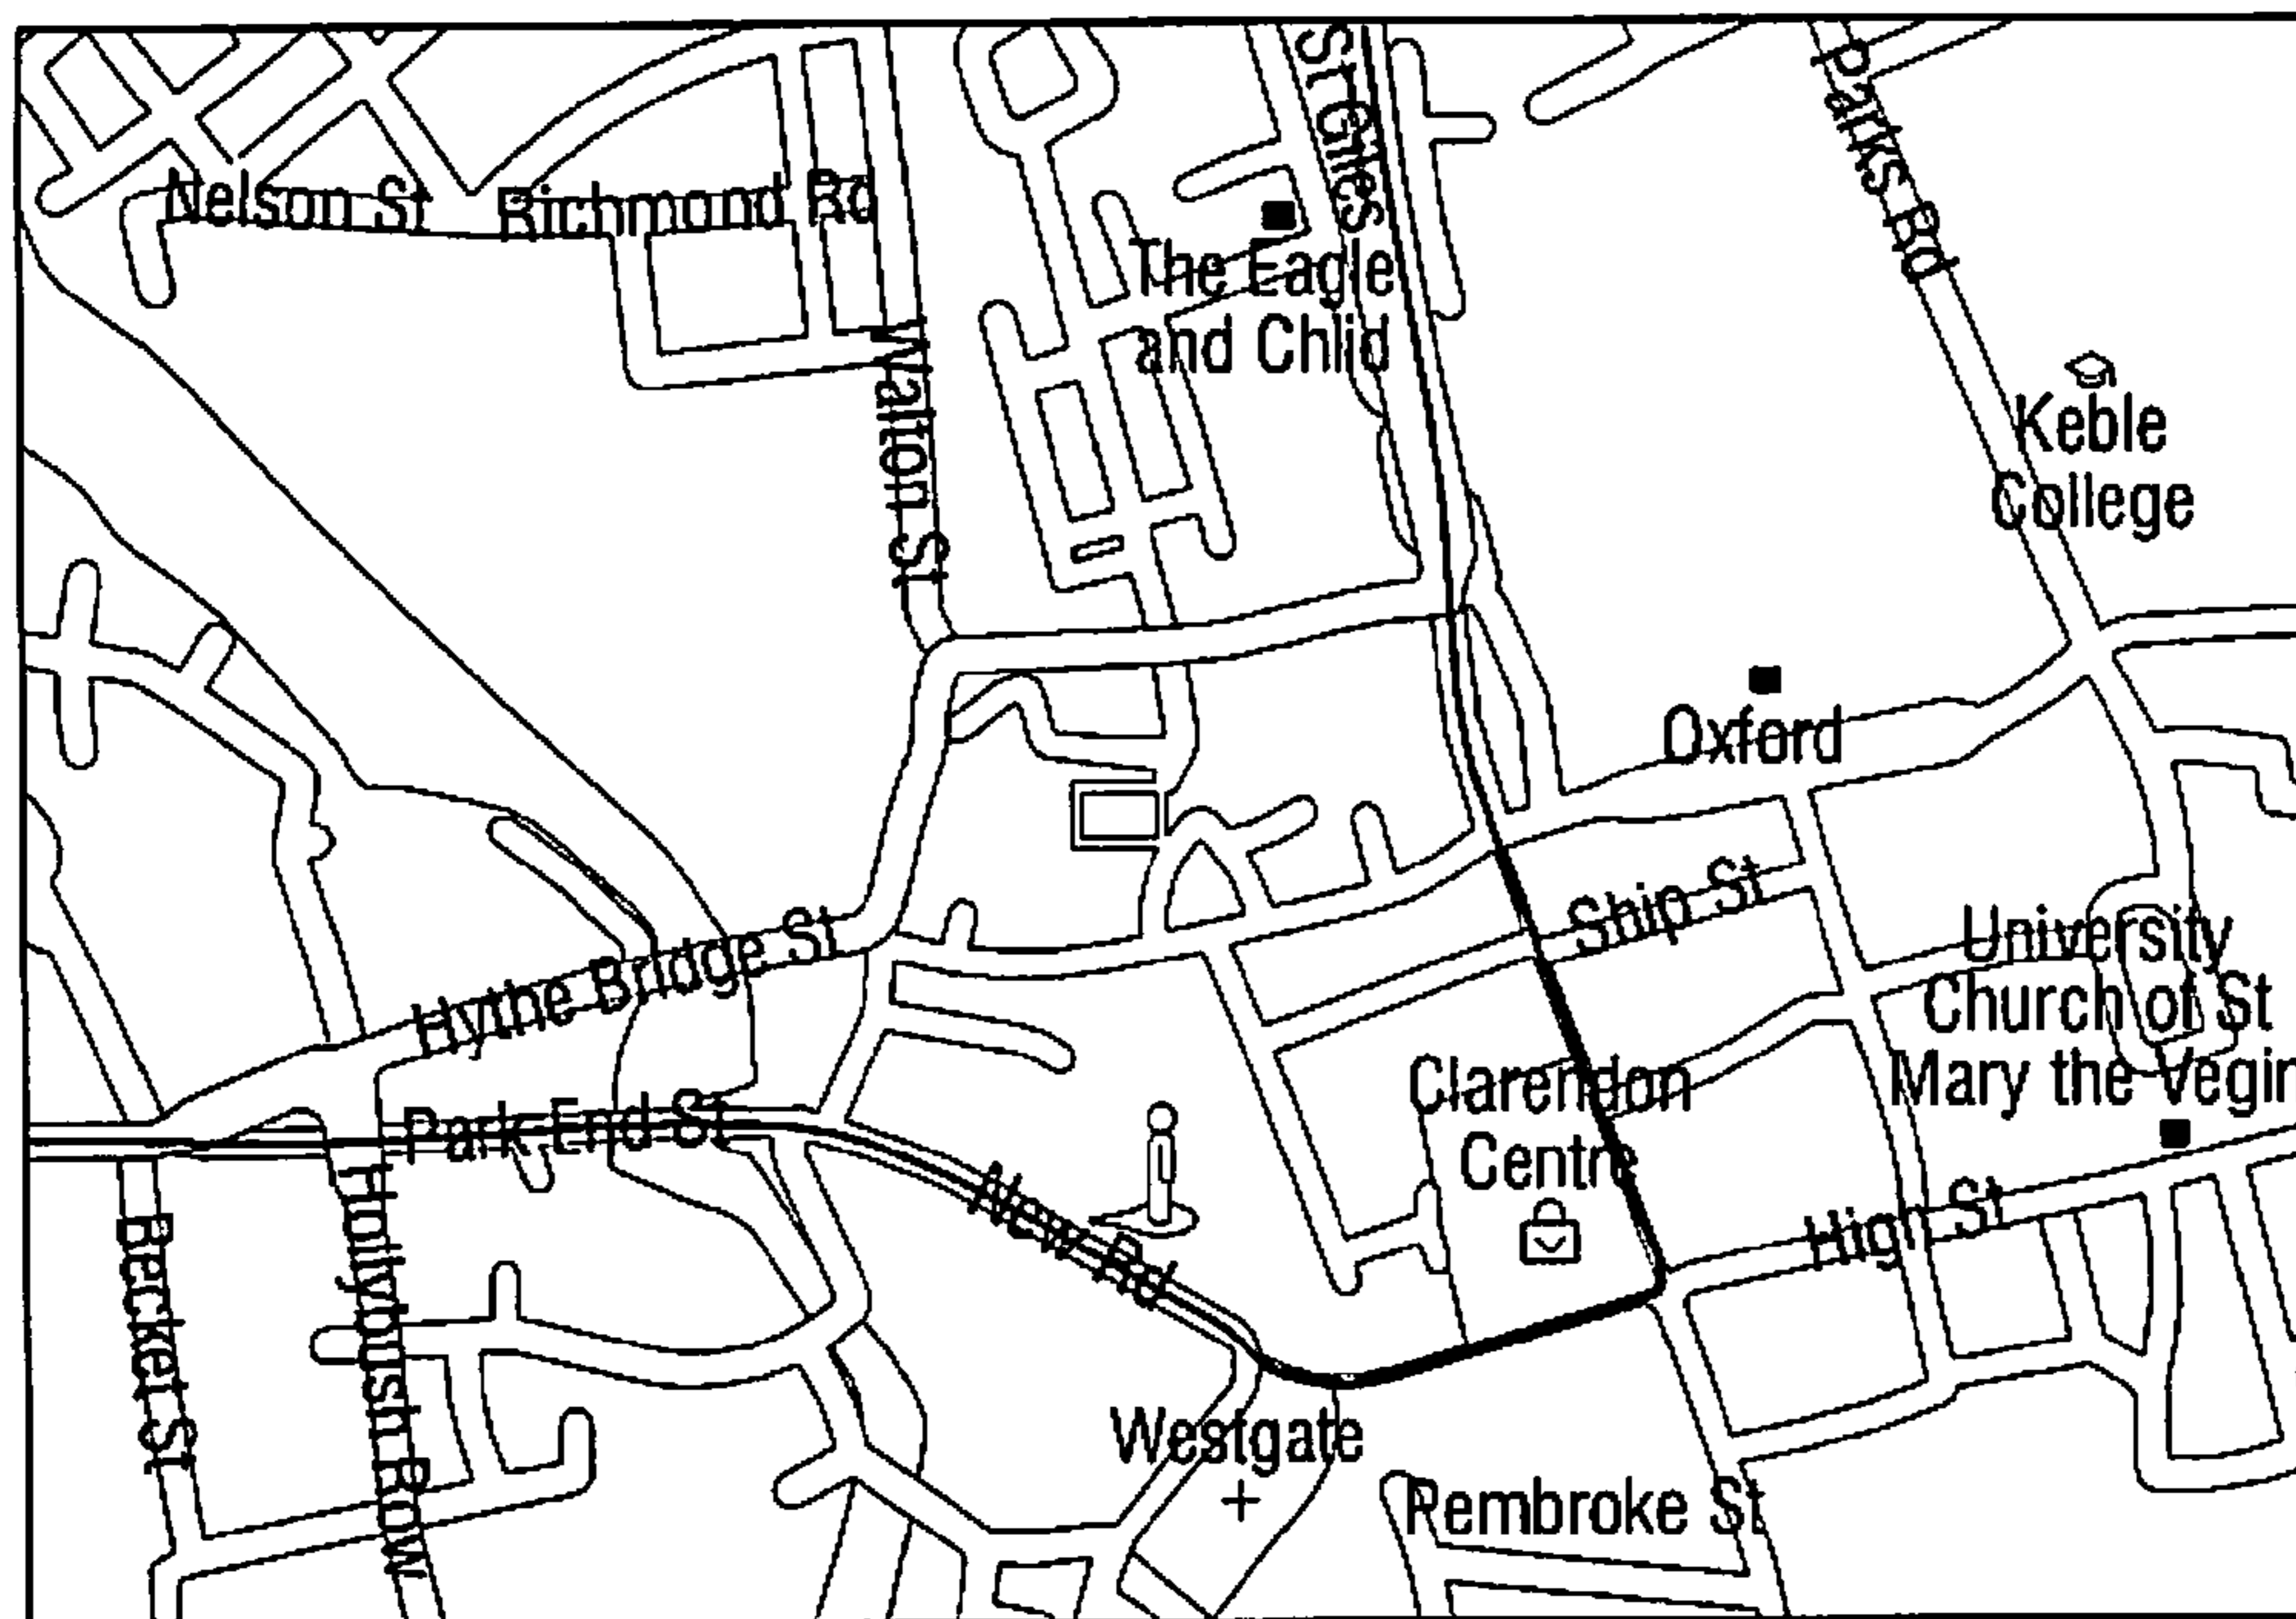 St Giles
Parks Rd
Nelson St
Richmond Rd
The Eagle
and Chlid
Walton St
Keble
College
Oxford
Ship St
Hythe Bridge St
University
Church of St
Mary the Vegin
Clarendon
Centre
Park End St
New Rd
High St
Becket St
Hollybush Row
Westgate
Pembroke St